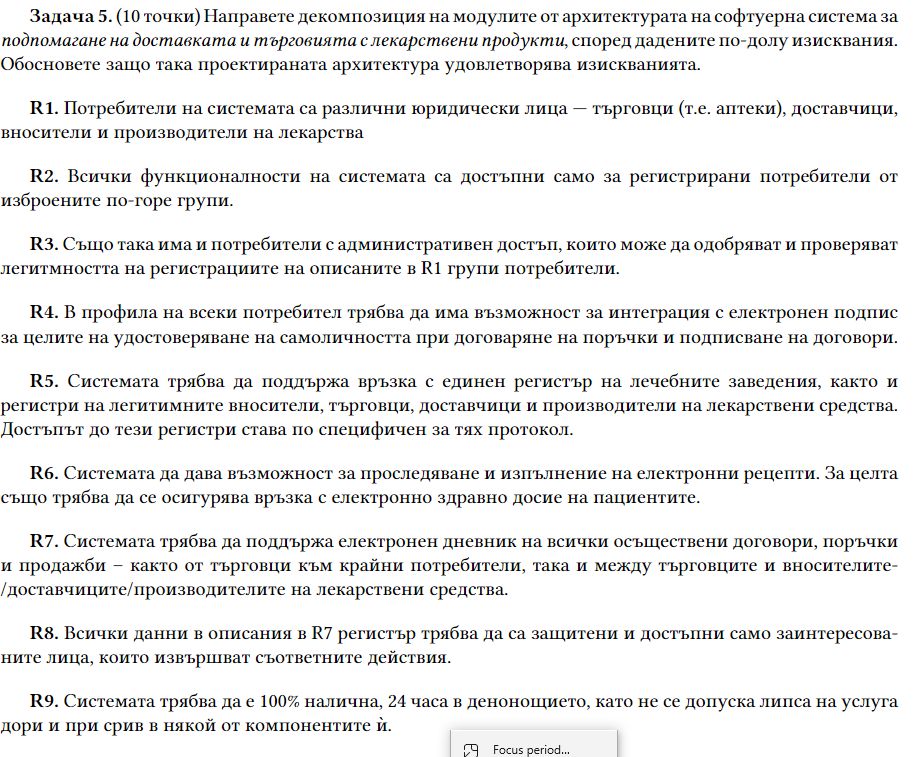 Задача 5. (10 точки) Направете декомпозиция на модулите от архитектурата на софтуерна система за
подпомагане на доставката и търговията с лекарствени продукти, според дадените по-долу изисквания.
Обосновете защо така проектираната архитектура удовлетворява изискванията.
R1. Потребители на системата са различни юридически лица — търговци (т.е. аптеки), доставчици,
вносители и производители на лекарства
R2. Всички функционалности на системата са достъпни само за регистрирани потребители от
изброените по-горе групи.
R3. Също така има и потребители с административен достъп, които може да одобряват и проверяват
легитмността на регистрациите на описаните в R1 групи потребители.
R4. В профила на всеки потребител трябва да има възможност за интеграция с електронен подпис
за целите на удостоверяване на самоличността при договаряне на поръчки и подписване на договори.
R5. Системата трябва да поддържа връзка с единен регистър на лечебните заведения, както и
регистри на легитимните вносители, търговци, доставчици и производители на лекарствени средства.
Достъпът до тези регистри става по специфичен за тях протокол.
R6. Системата да дава възможност за проследяване и изпълнение на електронни рецепти. За целта
също трябва да се осигурява връзка с електронно здравно досие на пациентите.
R7. Системата трябва да поддържа електронен дневник на всички осъществени договори, поръчки
и продажби – както от търговци към крайни потребители, така и между търговците и вносителите-
/доставчиците/производителите на лекарствени средства.
R8. Всички данни в описания в R7 регистър трябва да са защитени и достъпни само заинтересова-
ните лица, които извършват съответните действия.
R9. Системата трябва да е 100% налична, 24 часа в денонощието, като не се допуска липса на услуга
дори и при срив в някой от компонентите ѝ.
Focus period...